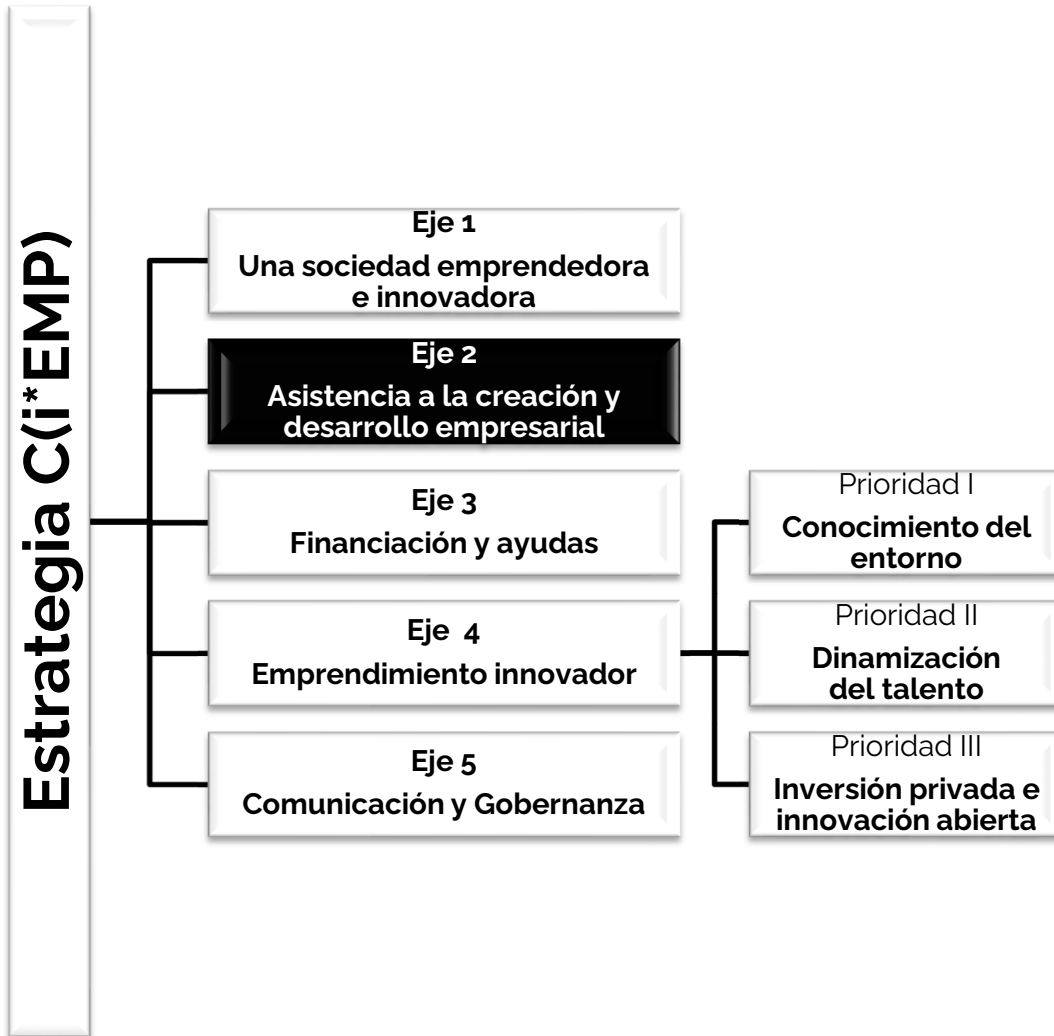 Estrategia C(i*EMP)
Eje 1
Una sociedad emprendedora
e innovadora
Eje 2
Asistencia a la creación y
desarrollo empresarial
Eje 3
Financiación y ayudas
Eje 4
Emprendimiento innovador
Eje 5
Comunicación y Gobernanza
Prioridad I
Conocimiento del
entorno
Prioridad II
Dinamización
del talento
Prioridad III
Inversión privada e
innovación abierta